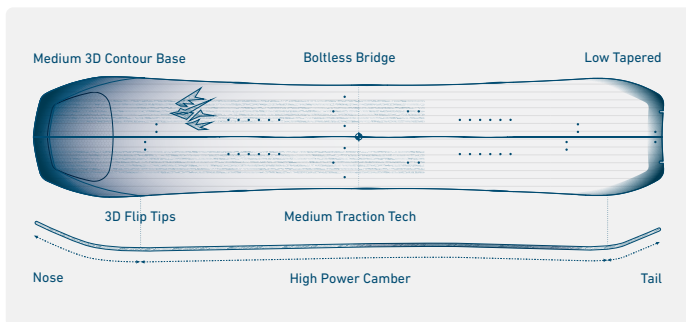 Medium 3D Contour Base
Boltless Bridge
Low Tapered
3D Flip Tips
Medium Traction Tech
Nose
High Power Camber
Tail